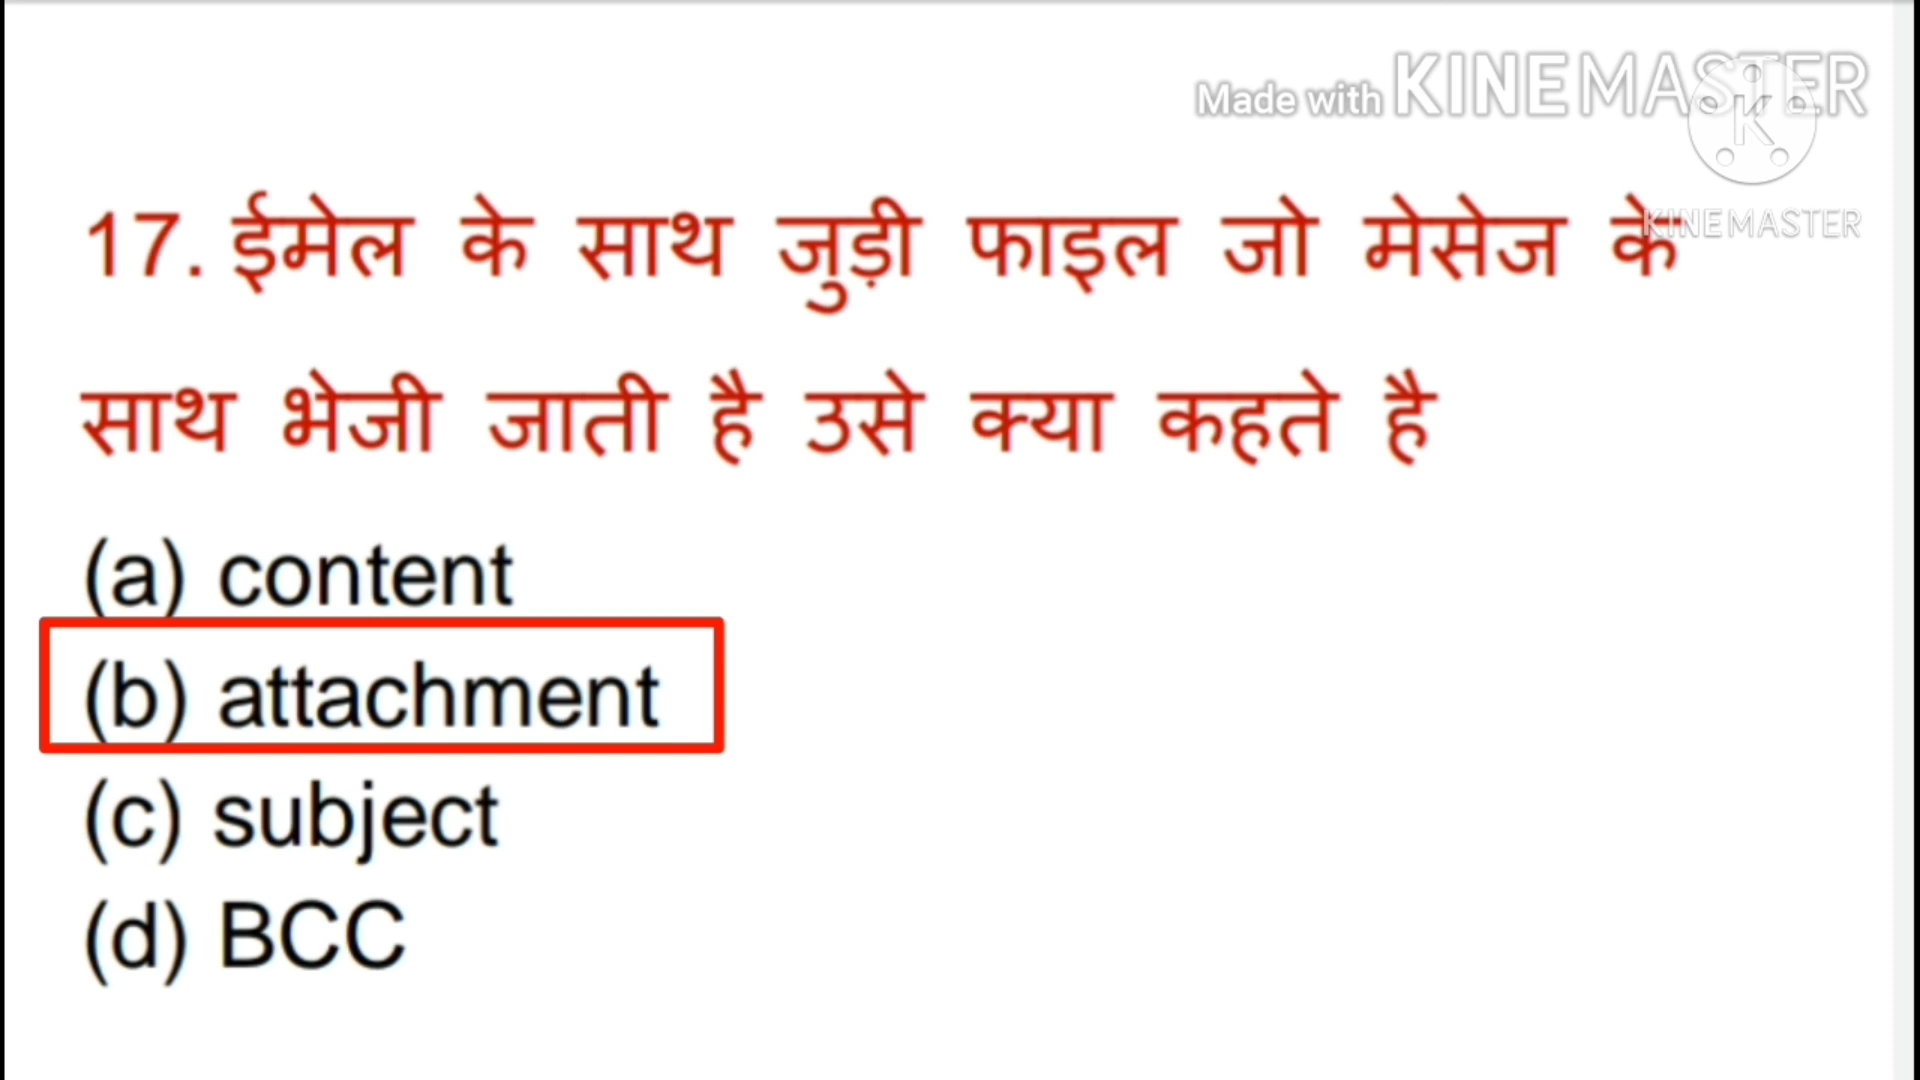 Made with KINEMASTER
K
KINEMASTER
17. ईमेल के साथ जुड़ी फाइल जो मेसेज के
साथ भेजी जाती है उसे क्या कहते है
(a) content
(b) attachment
(c) subject
(d) BCC